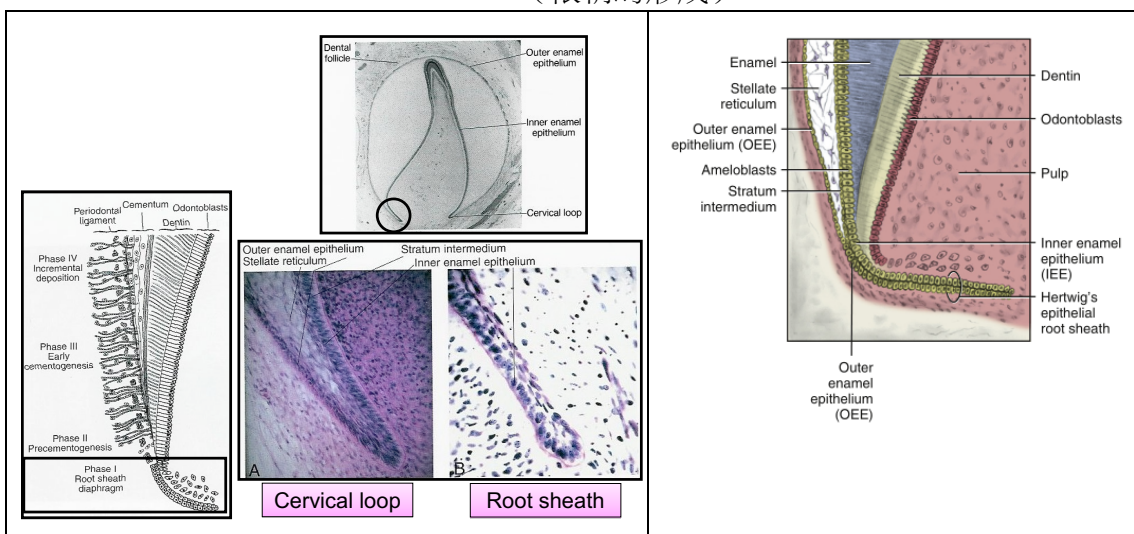 Dental
follicle
Outer enamel
epithelium
Inner enamel
epithelium
Cervical loop
Periodontal
ligament
Cementum
Dentin
Odontoblasts
Phase IV
Incremental
deposition
Phase III
Early
cementogenesis
Phase II
Precementogenesis
Phase I
Root sheath
diaphragm
Outer enamel epithelium
Stellate reticulum
Stratum intermedium
Inner enamel epithelium
A
B
Cervical loop
Root sheath
Enamel
Stellate
reticulum
Outer enamel
epithelium (OEE)
Ameloblasts
Stratum
intermedium
Dentin
Odontoblasts
Pulp
Inner enamel
epithelium
(IEE)
Hertwig's
epithelial
root sheath
Outer
enamel
epithelium
(OEE)